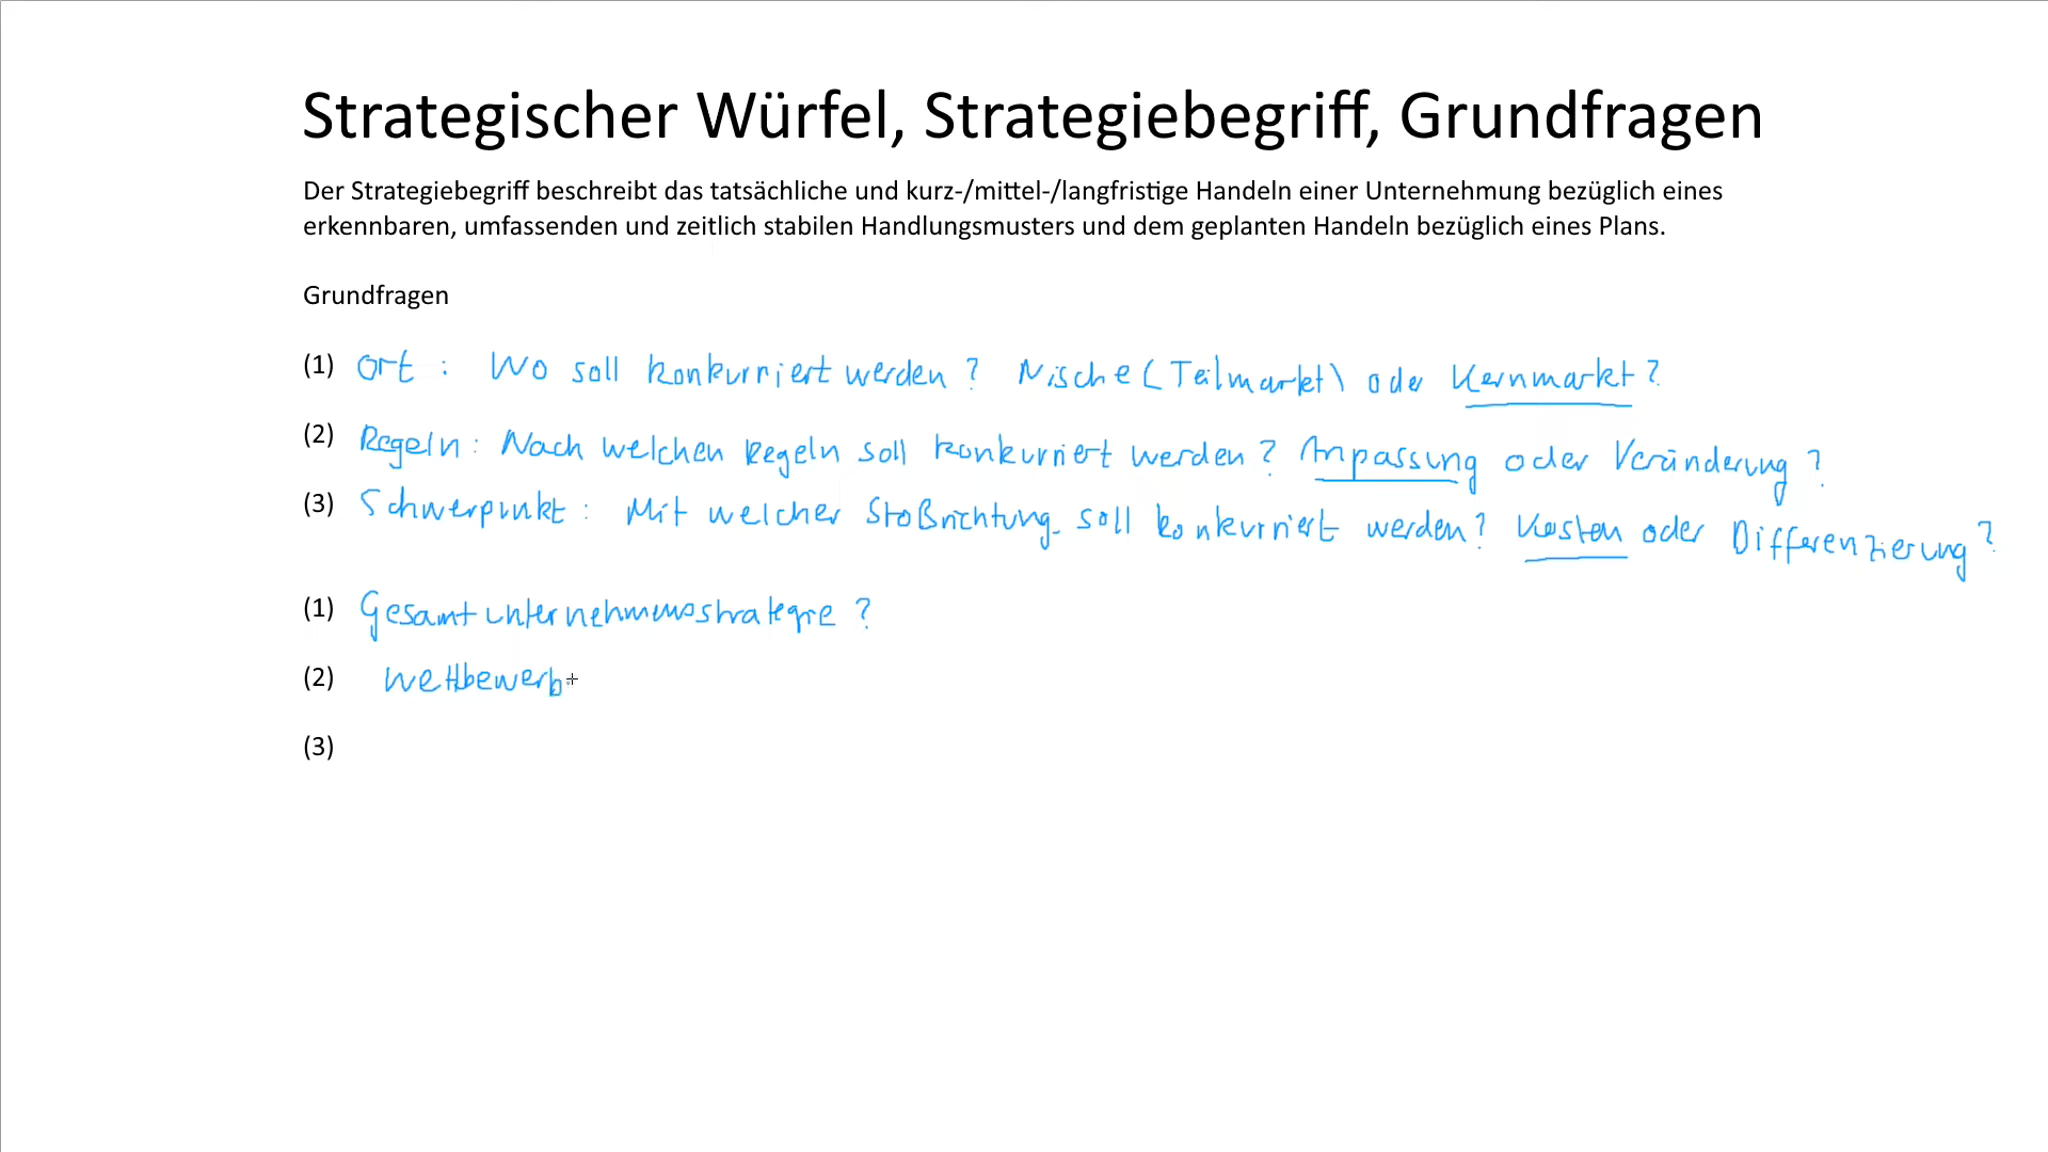 Strategischer Würfel, Strategiebegriff, Grundfragen
Der Strategiebegriff beschreibt das tatsächliche und kurz-/mittel-/langfristige Handeln einer Unternehmung bezüglich eines
erkennbaren, umfassenden und zeitlich stabilen Handlungsmusters und dem geplanten Handeln bezüglich eines Plans.
Grundfragen
(1) Ort : Wo soll konkurriert werden ? Nische (Teilmarkt) oder Kernmarkt ?
(2) Regeln : Nach welchen Regeln soll konkurriert werden ? Anpassung oder Veränderung ?
(3) Schwerpunkt : Mit welcher Stoßrichtung soll konkurriert werden ? Kosten oder Differenzierung ?
(1) Gesamtunternehmensstrategie ?
(2) Wettbewerb
(3)